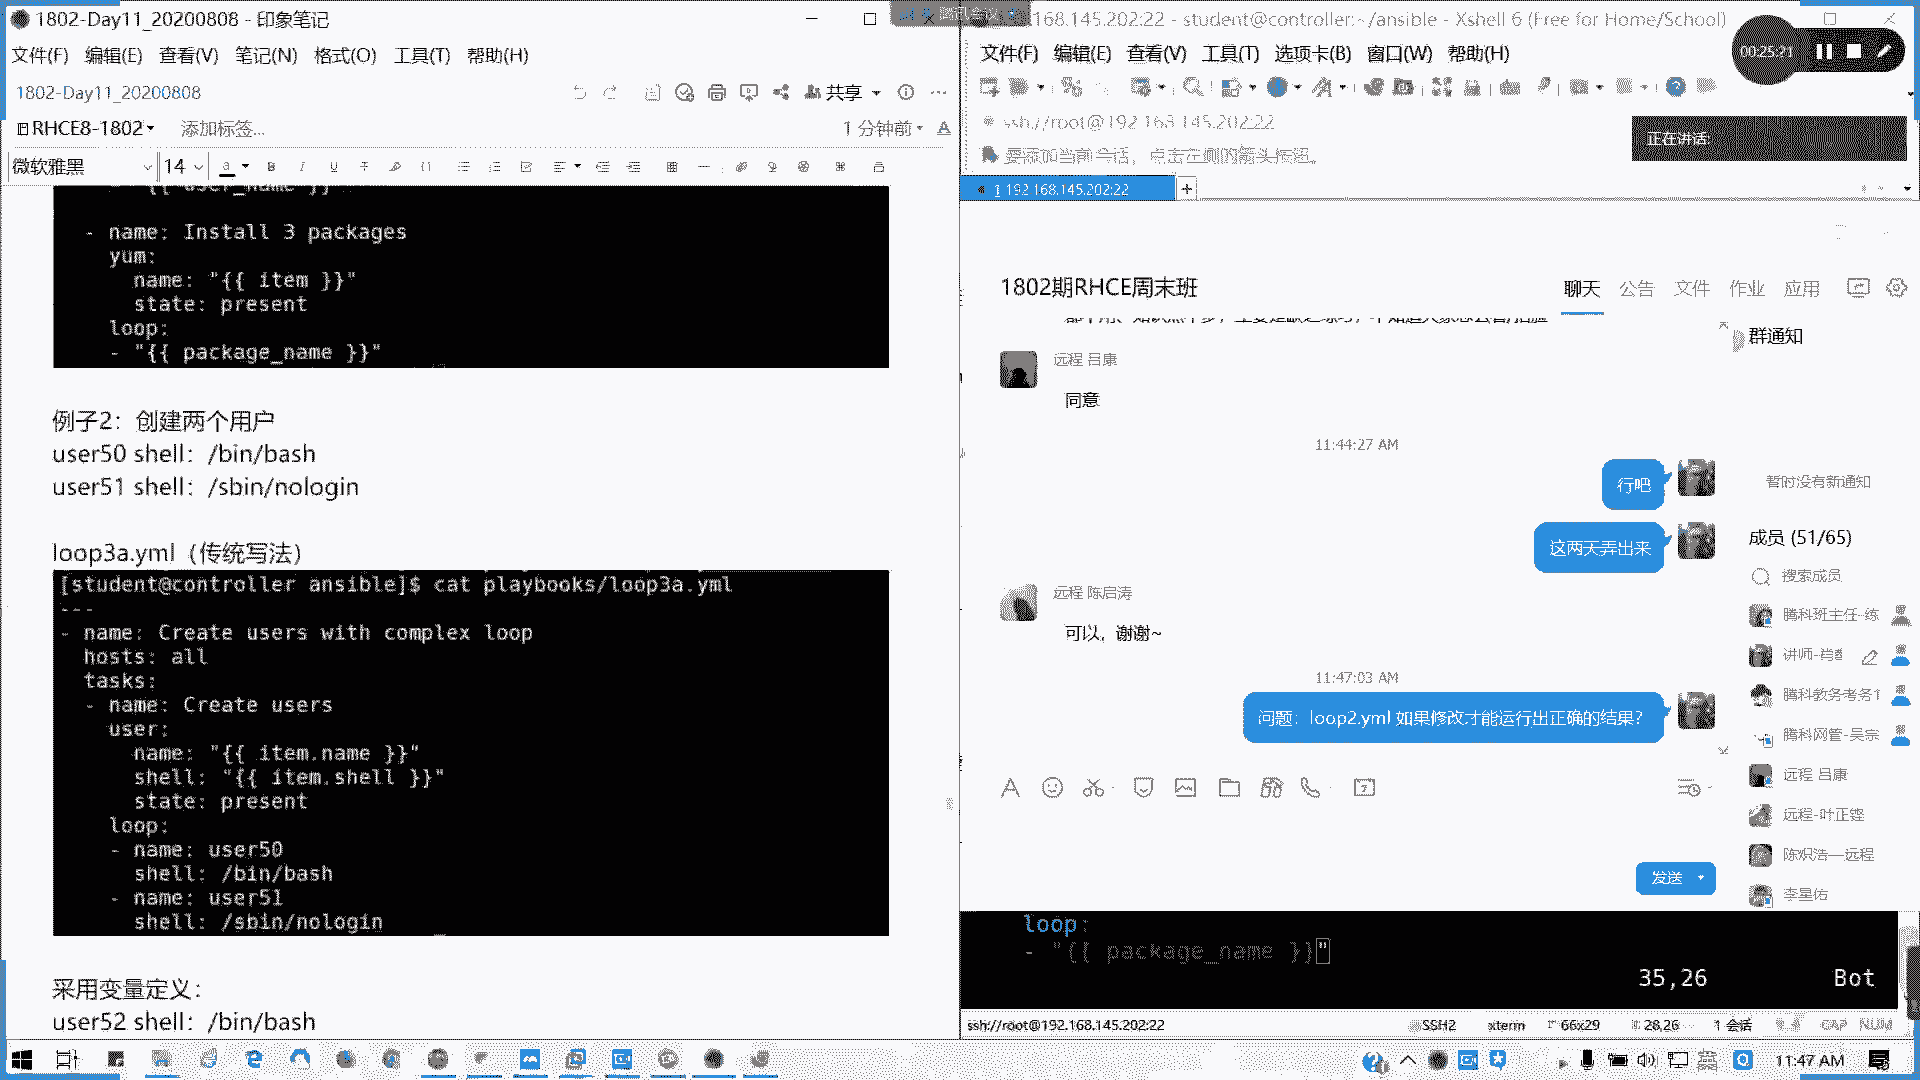 1802-Day11_20200808 - 印象笔记
文件(F) 编辑(E) 查看(V) 笔记(N) 格式(O) 工具(T) 帮助(H)
1802-Day11_20200808
共享
RHCE8-1802
添加标签...
1 分钟前
微软雅黑
14
- name: Install 3 packages
yum:
name: "{{ item }}"
state: present
loop:
- "{{ package_name }}"
例子2：创建两个用户
user50 shell：/bin/bash
user51 shell：/sbin/nologin
loop3a.yml（传统写法）
[student@controller ansible]$ cat playbooks/loop3a.yml
---
- name: Create users with complex loop
hosts: all
tasks:
- name: Create users
user:
name: "{{ item.name }}"
shell: "{{ item.shell }}"
state: present
loop:
- name: user50
shell: /bin/bash
- name: user51
shell: /sbin/nologin
采用变量定义：
user52 shell：/bin/bash
168.145.202:22 - student@controller:~/ansible - Xshell 6 (Free for Home/School)
文件(F) 编辑(E) 查看(V) 工具(T) 选项卡(B) 窗口(W) 帮助(H)
00:25:21
ssh://root@192.168.145.202:22
正在讲话:
要添加当前会话，点击左侧的箭头按钮。
1 192.168.145.202:22
1802期RHCE周末班
聊天 公告 文件 作业 应用
群通知
远程 吕康
同意
11:44:27 AM
行吧
暂时没有新通知
这两天弄出来
成员 (51/65)
搜索成员
远程 陈启涛
可以，谢谢~
腾科班主任-练
11:47:03 AM
腾科教务考务1
问题：loop2.yml 如果修改才能运行出正确的结果？
腾科网管-吴宗
远程 吕康
远程-叶正铿
陈炽浩—远程
发送
李星佑
loop:
- "{{ package_name }}"
35,26 Bot
ssh://root@192.168.145.202:22
SSH2 xterm 66x29 28,26 1 会话 CAP NUM
11:47 AM